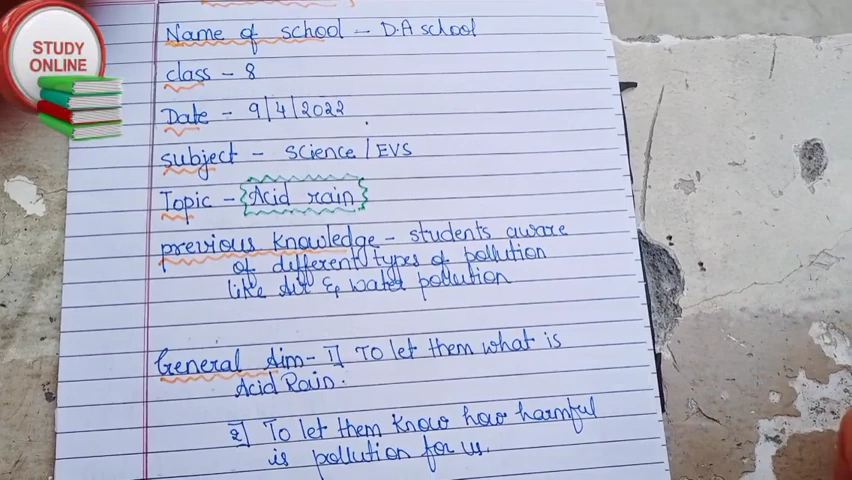 STUDY
ONLINE
Name of school - D.A school
class - 8
Date - 9/4/2022
subject - science / EVS
Topic - Acid rain
previous knowledge - students aware
of different types of pollution
like Air & water pollution
General Aim - 1] To let them what is
Acid Rain.
2] To let them know how harmful
is pollution for us.